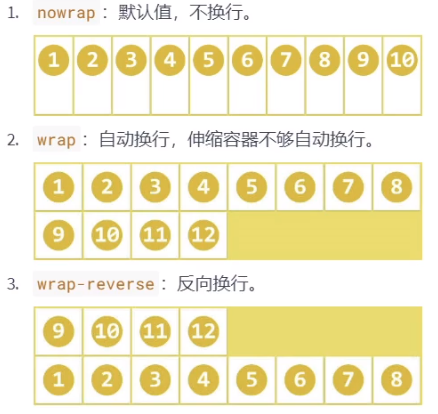 1. nowrap：默认值，不换行。
1 2 3 4 5 6 7 8 9 10
2. wrap：自动换行，伸缩容器不够自动换行。
1 2 3 4 5 6 7 8
9 10 11 12
3. wrap-reverse：反向换行。
9 10 11 12
1 2 3 4 5 6 7 8